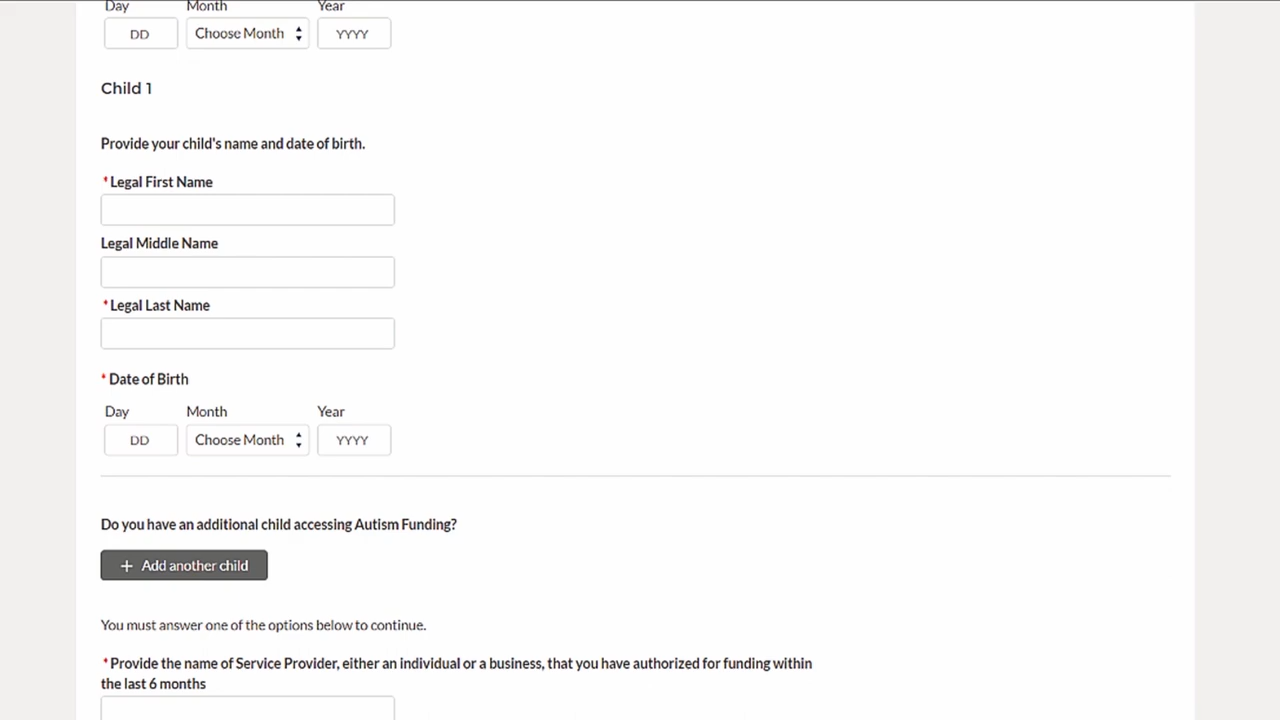 Day Month Year
DD Choose Month YYYY
Child 1
Provide your child's name and date of birth.
* Legal First Name
Legal Middle Name
* Legal Last Name
* Date of Birth
Day Month Year
DD Choose Month YYYY
Do you have an additional child accessing Autism Funding?
+ Add another child
You must answer one of the options below to continue.
* Provide the name of Service Provider, either an individual or a business, that you have authorized for funding within
the last 6 months